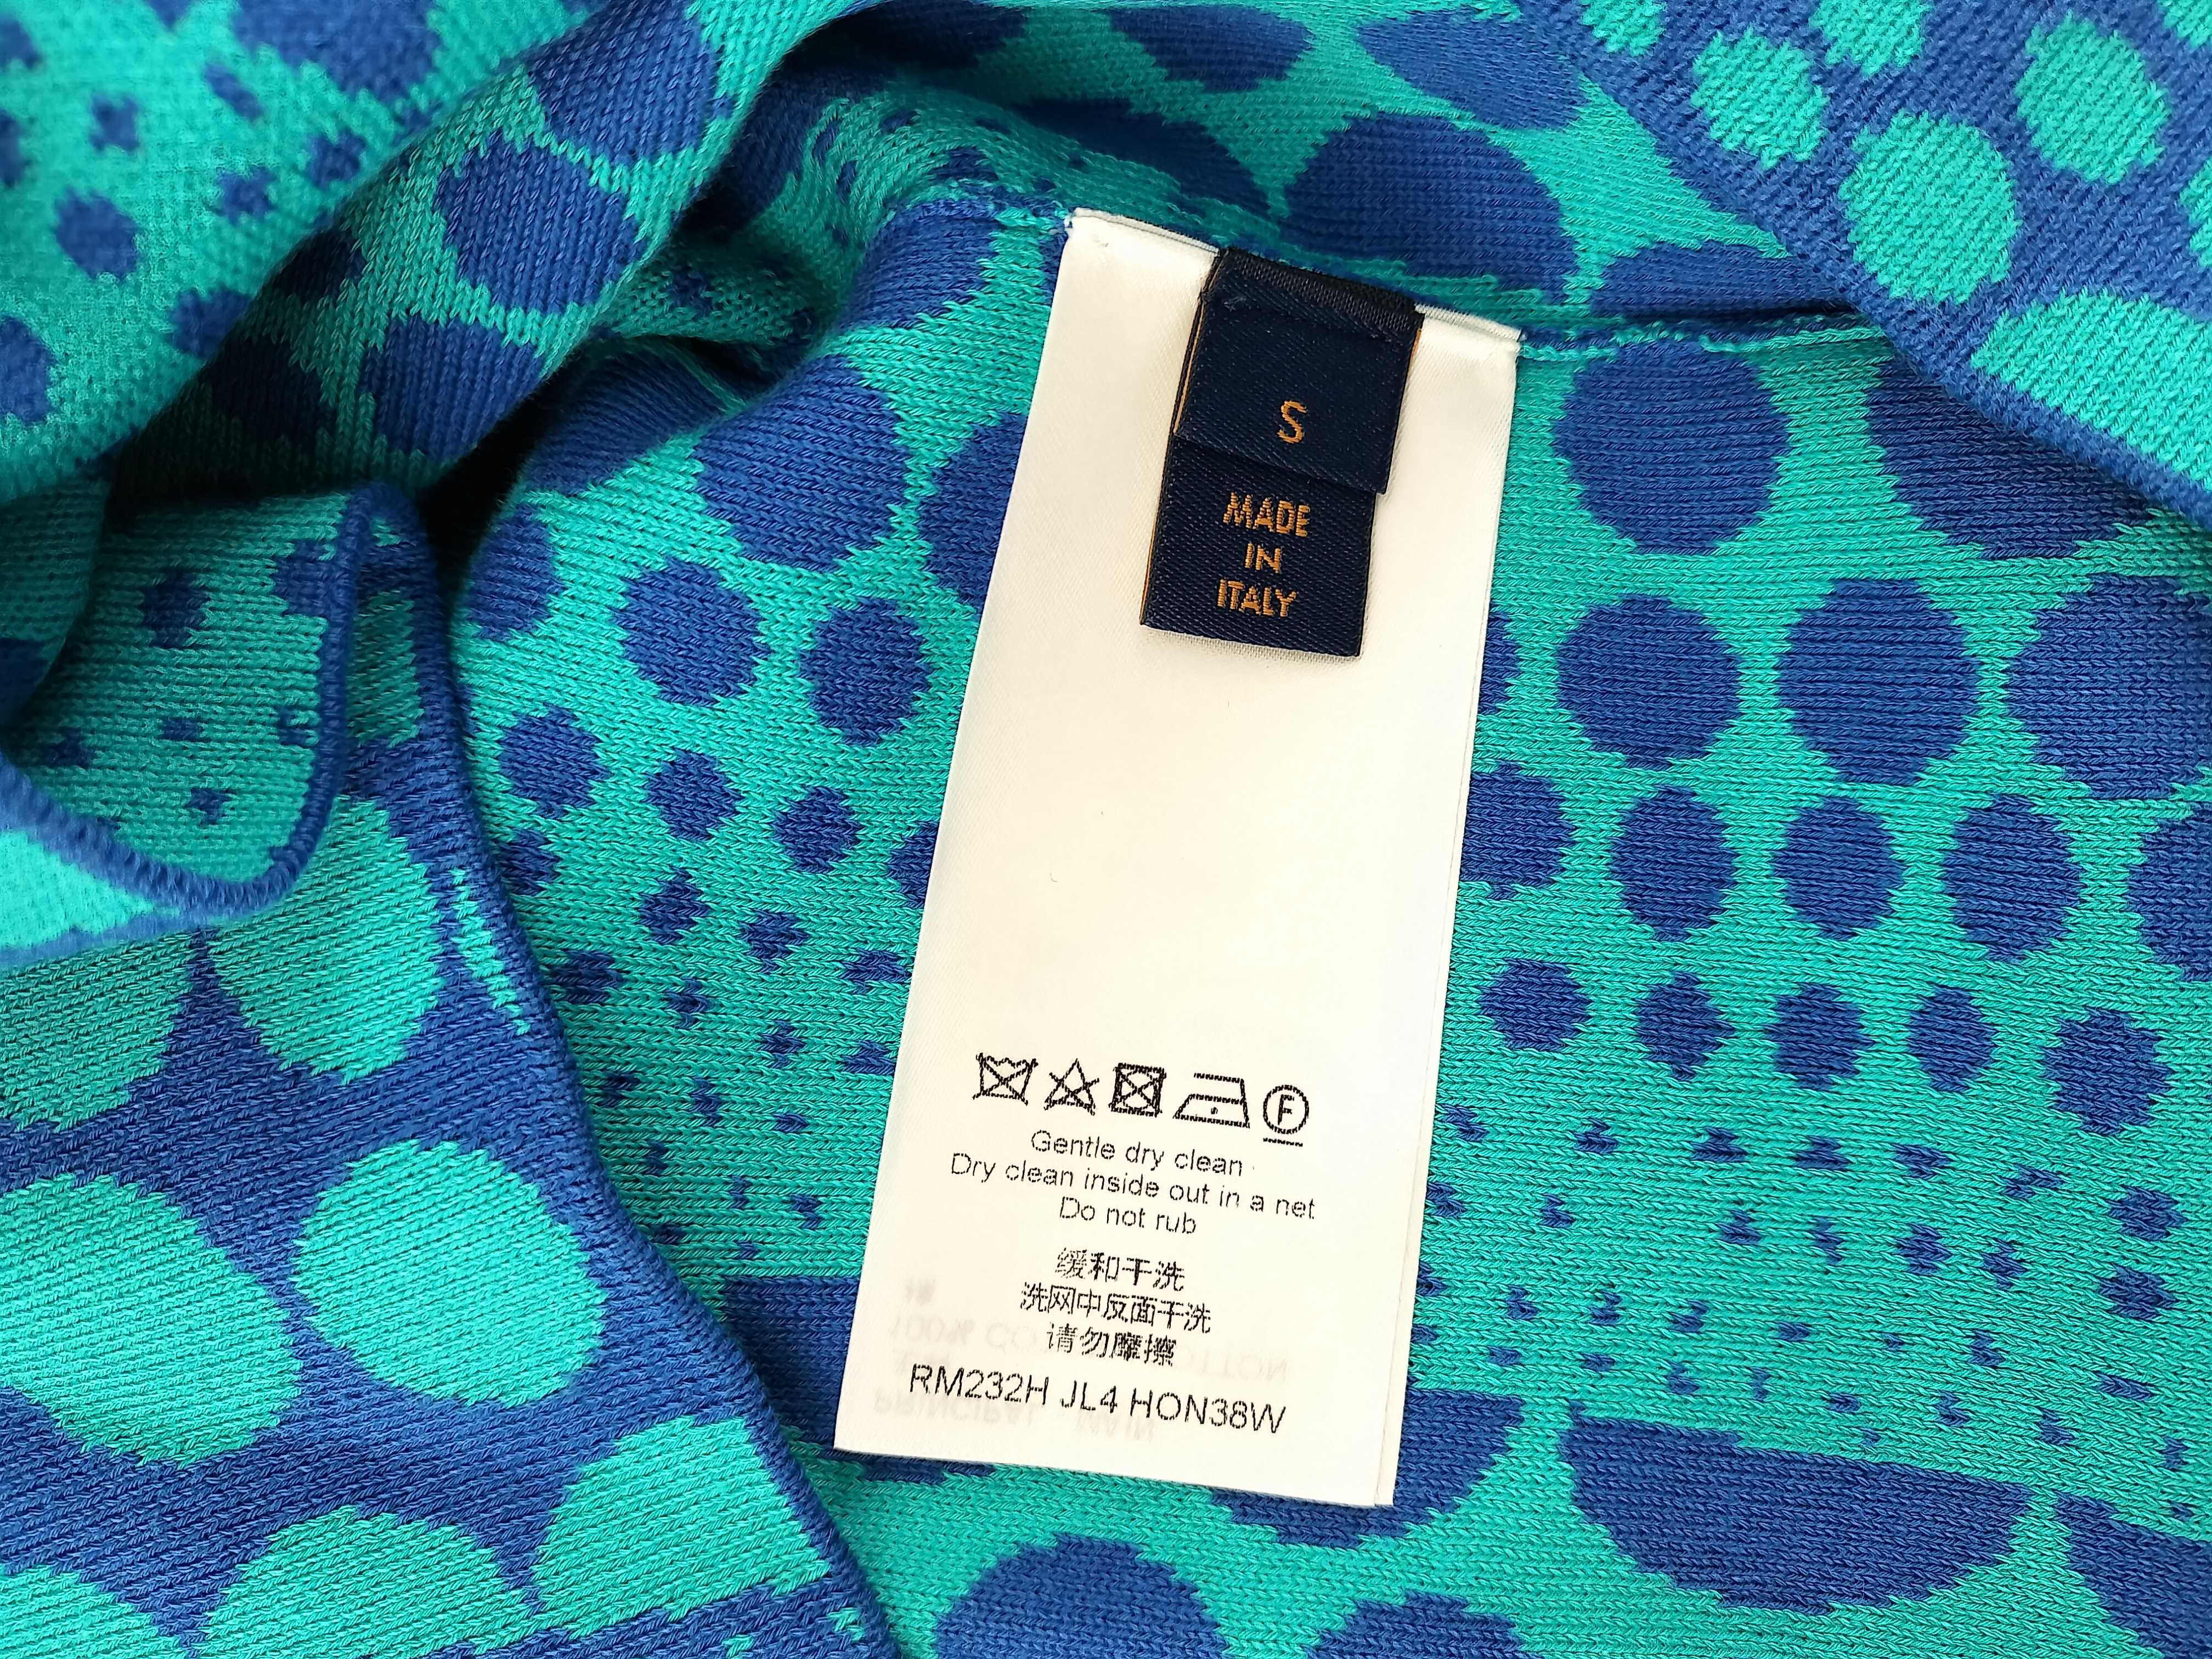 S
MADE
IN
ITALY
F
Gentle dry clean
Dry clean inside out in a net
Do not rub
缓和干洗
洗网中反面干洗
请勿摩擦
RM232H JL4 HON38W